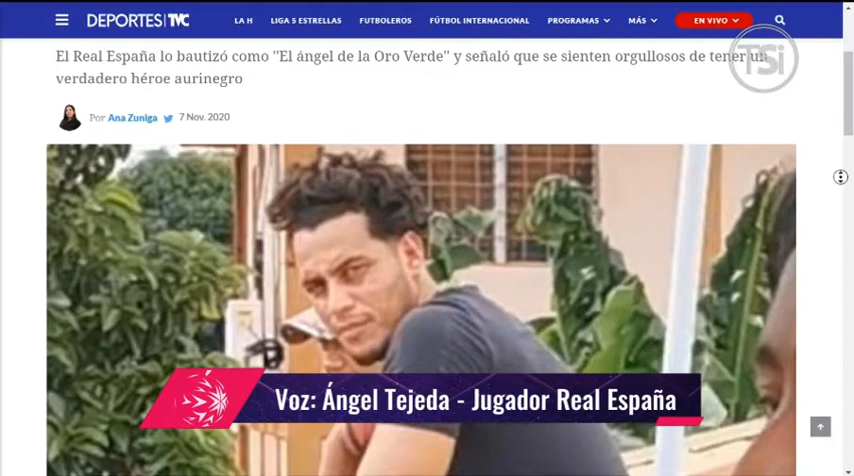 DEPORTES TVC LA H LIGA 5 ESTRELLAS FUTBOLEROS FÚTBOL INTERNACIONAL PROGRAMAS MÁS EN VIVO
TSi
El Real España lo bautizó como "El ángel de la Oro Verde" y señaló que se sienten orgullosos de tener un
verdadero héroe aurinegro
Por Ana Zuniga 7 Nov. 2020
Voz: Ángel Tejeda - Jugador Real España